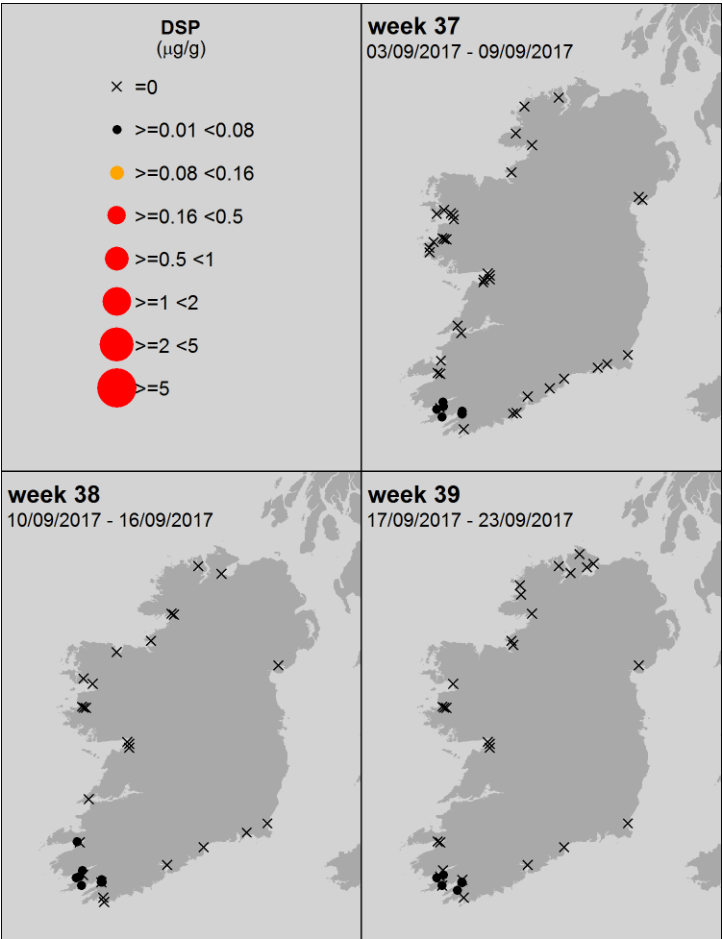 DSP
(μg/g)
=0
>=0.01 <0.08
>=0.08 <0.16
>=0.16 <0.5
>=0.5 <1
>=1 <2
>=2 <5
>=5
week 37
03/09/2017 - 09/09/2017
week 38
10/09/2017 - 16/09/2017
week 39
17/09/2017 - 23/09/2017